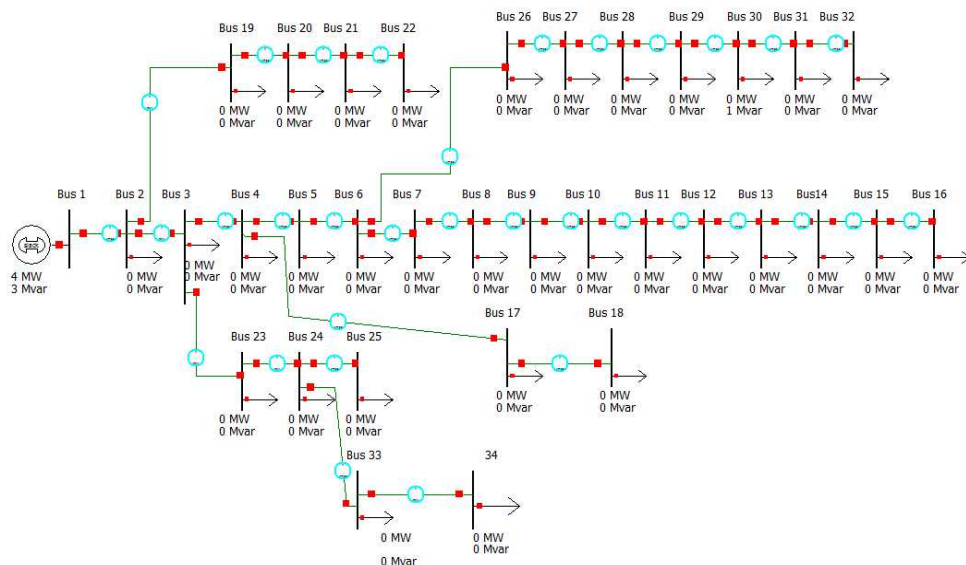 Bus 19 Bus 20 Bus 21 Bus 22
Bus 26 Bus 27 Bus 28 Bus 29 Bus 30 Bus 31 Bus 32
0 MW 0 MW 0 MW 0 MW
0 Mvar 0 Mvar 0 Mvar 0 Mvar
0 MW 0 MW 0 MW 0 MW 0 MW 0 MW 0 MW
0 Mvar 0 Mvar 0 Mvar 0 Mvar 1 Mvar 0 Mvar 0 Mvar
Bus 1 Bus 2 Bus 3 Bus 4 Bus 5 Bus 6 Bus 7 Bus 8 Bus 9 Bus 10 Bus 11 Bus 12 Bus 13 Bus14 Bus 15 Bus 16
0 MW
0 Mvar
4 MW
3 Mvar
0 MW 0 MW 0 MW 0 MW 0 MW 0 MW 0 MW 0 MW 0 MW 0 MW 0 MW 0 MW 0 MW 0 MW
0 Mvar 0 Mvar 0 Mvar 0 Mvar 0 Mvar 0 Mvar 0 Mvar 0 Mvar 0 Mvar 0 Mvar 0 Mvar 0 Mvar 0 Mvar 0 Mvar
Bus 17 Bus 18
Bus 23 Bus 24 Bus 25
0 MW 0 MW
0 Mvar 0 Mvar
0 MW 0 MW 0 MW
0 Mvar 0 Mvar 0 Mvar
Bus 33 34
0 MW 0 MW
0 Mvar
0 Mvar